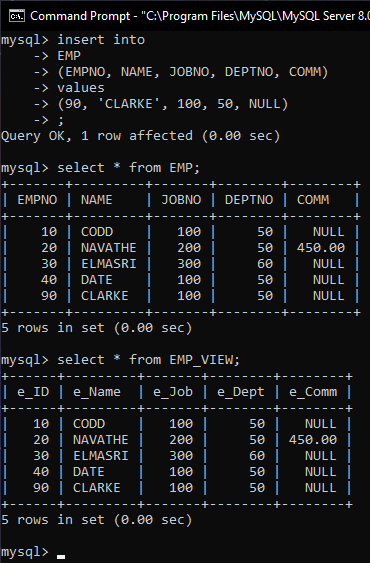 Command Prompt - "C:\Program Files\MySQL\MySQL Server 8.0
mysql> insert into
    -> EMP
    -> (EMPNO, NAME, JOBNO, DEPTNO, COMM)
    -> values
    -> (90, 'CLARKE', 100, 50, NULL)
    -> ;
Query OK, 1 row affected (0.00 sec)
mysql> select * from EMP;
+-------+---------+-------+--------+--------+
| EMPNO | NAME    | JOBNO | DEPTNO | COMM   |
+-------+---------+-------+--------+--------+
|    10 | CODD    |   100 |     50 |   NULL |
|    20 | NAVATHE |   200 |     50 | 450.00 |
|    30 | ELMASRI |   300 |     60 |   NULL |
|    40 | DATE    |   100 |     50 |   NULL |
|    90 | CLARKE  |   100 |     50 |   NULL |
+-------+---------+-------+--------+--------+
5 rows in set (0.00 sec)
mysql> select * from EMP_VIEW;
+------+---------+-------+--------+--------+
| e_ID | e_Name  | e_Job | e_Dept | e_Comm |
+------+---------+-------+--------+--------+
|   10 | CODD    |   100 |     50 |   NULL |
|   20 | NAVATHE |   200 |     50 | 450.00 |
|   30 | ELMASRI |   300 |     60 |   NULL |
|   40 | DATE    |   100 |     50 |   NULL |
|   90 | CLARKE  |   100 |     50 |   NULL |
+------+---------+-------+--------+--------+
5 rows in set (0.00 sec)
mysql>